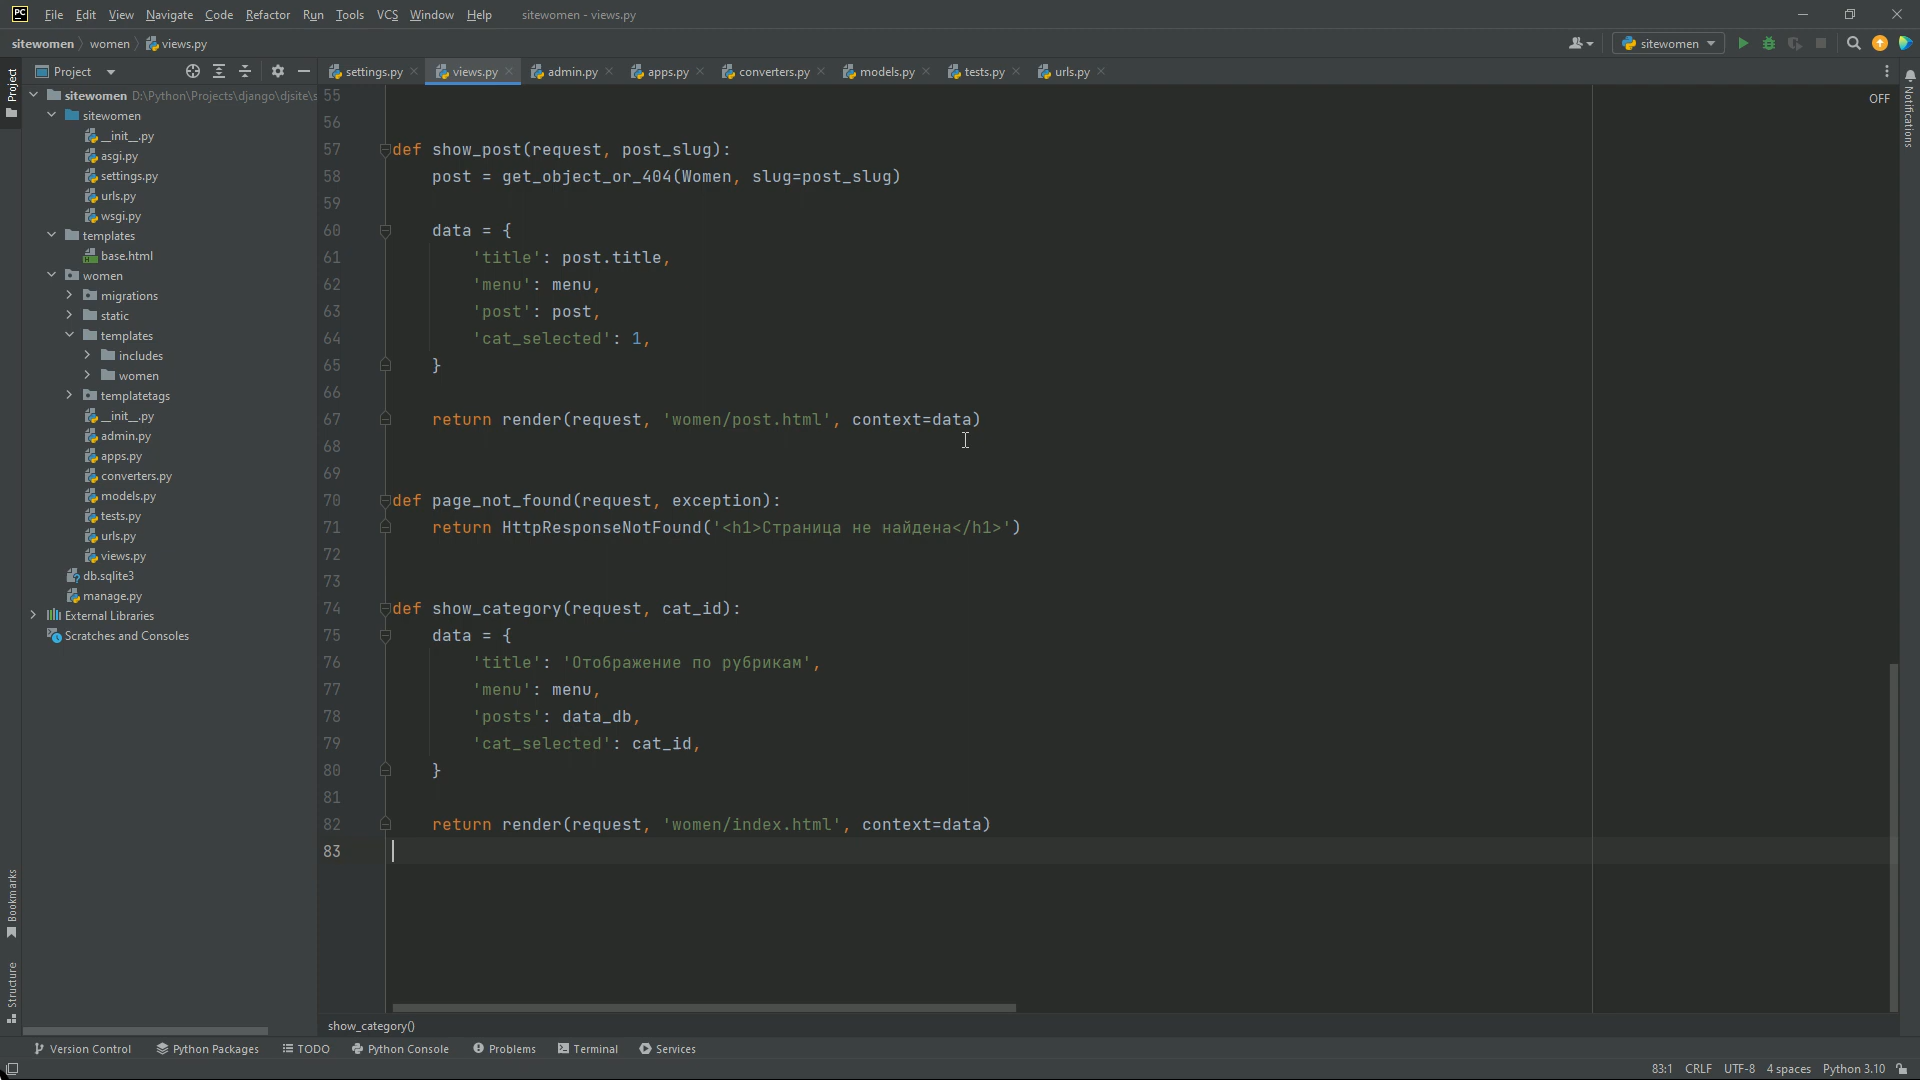 PC File Edit View Navigate Code Refactor Run Tools VCS Window Help sitewomen - views.py
sitewomen women views.py sitewomen
Project settings.py views.py admin.py apps.py converters.py models.py tests.py urls.py
Project
Notifications
OFF
sitewomen D:\Python\Projects\django\djsite\s
sitewomen
__init__.py
asgi.py
settings.py
urls.py
wsgi.py
templates
base.html
women
migrations
static
templates
includes
women
templatetags
__init__.py
admin.py
apps.py
converters.py
models.py
tests.py
urls.py
views.py
db.sqlite3
manage.py
External Libraries
Scratches and Consoles
55
56
57 def show_post(request, post_slug):
58 post = get_object_or_404(Women, slug=post_slug)
59
60 data = {
61 'title': post.title,
62 'menu': menu,
63 'post': post,
64 'cat_selected': 1,
65 }
66
67 return render(request, 'women/post.html', context=data)
68
69
70 def page_not_found(request, exception):
71 return HttpResponseNotFound('<h1>Страница не найдена</h1>')
72
73
74 def show_category(request, cat_id):
75 data = {
76 'title': 'Отображение по рубрикам',
77 'menu': menu,
78 'posts': data_db,
79 'cat_selected': cat_id,
80 }
81
82 return render(request, 'women/index.html', context=data)
83
Bookmarks
Structure
show_category()
Version Control Python Packages TODO Python Console Problems Terminal Services
83:1 CRLF UTF-8 4 spaces Python 3.10